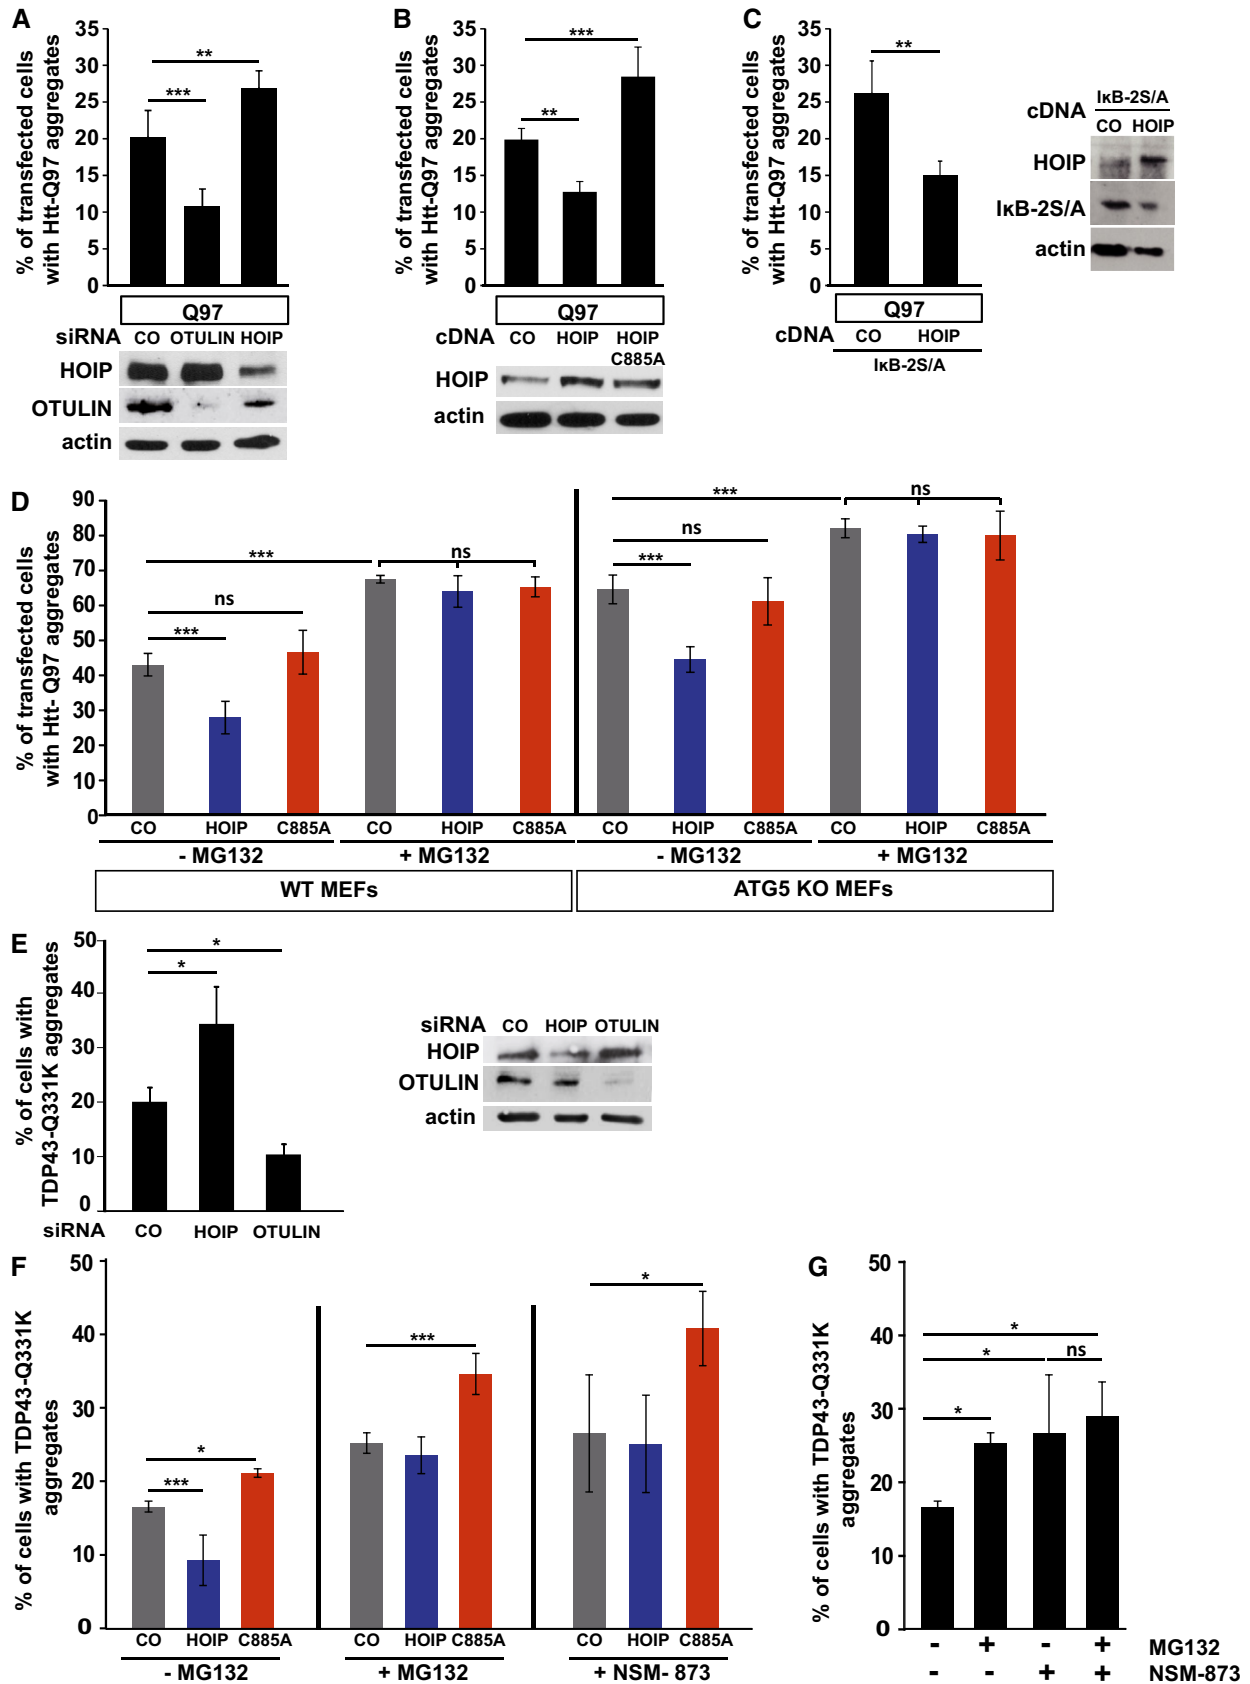 A
% of transfected cells
with Htt-Q97 aggregates
35
30
25
20
15
10
5
0
**
***
Q97
siRNA CO OTULIN HOIP
HOIP
OTULIN
actin
B
% of transfected cells
with Htt-Q97 aggregates
35
30
25
20
15
10
5
0
***
**
Q97
cDNA CO HOIP HOIP
C885A
HOIP
actin
C
% of transfected cells
with Htt-Q97 aggregates
35
30
25
20
15
10
5
0
**
Q97
cDNA CO HOIP
IκB-2S/A
IκB-2S/A
cDNA CO HOIP
HOIP
IκB-2S/A
actin
D
% of transfected cells
with Htt- Q97 aggregates
90
80
70
60
50
40
30
20
10
0
***
ns
ns
***
***
ns
ns
***
CO HOIP C885A CO HOIP C885A CO HOIP C885A CO HOIP C885A
- MG132 + MG132 - MG132 + MG132
WT MEFs ATG5 KO MEFs
E
% of cells with
TDP43-Q331K aggregates
50
40
30
20
10
0
*
*
siRNA CO HOIP OTULIN
siRNA CO HOIP OTULIN
HOIP
OTULIN
actin
F
% of cells with TDP43-Q331K
aggregates
50
40
30
20
10
0
*
***
***
*
CO HOIP C885A CO HOIP C885A CO HOIP C885A
- MG132 + MG132 + NSM- 873
G
% of cells with TDP43-Q331K
aggregates
50
40
30
20
10
0
*
*
ns
*
- + - + MG132
- - + + NSM-873